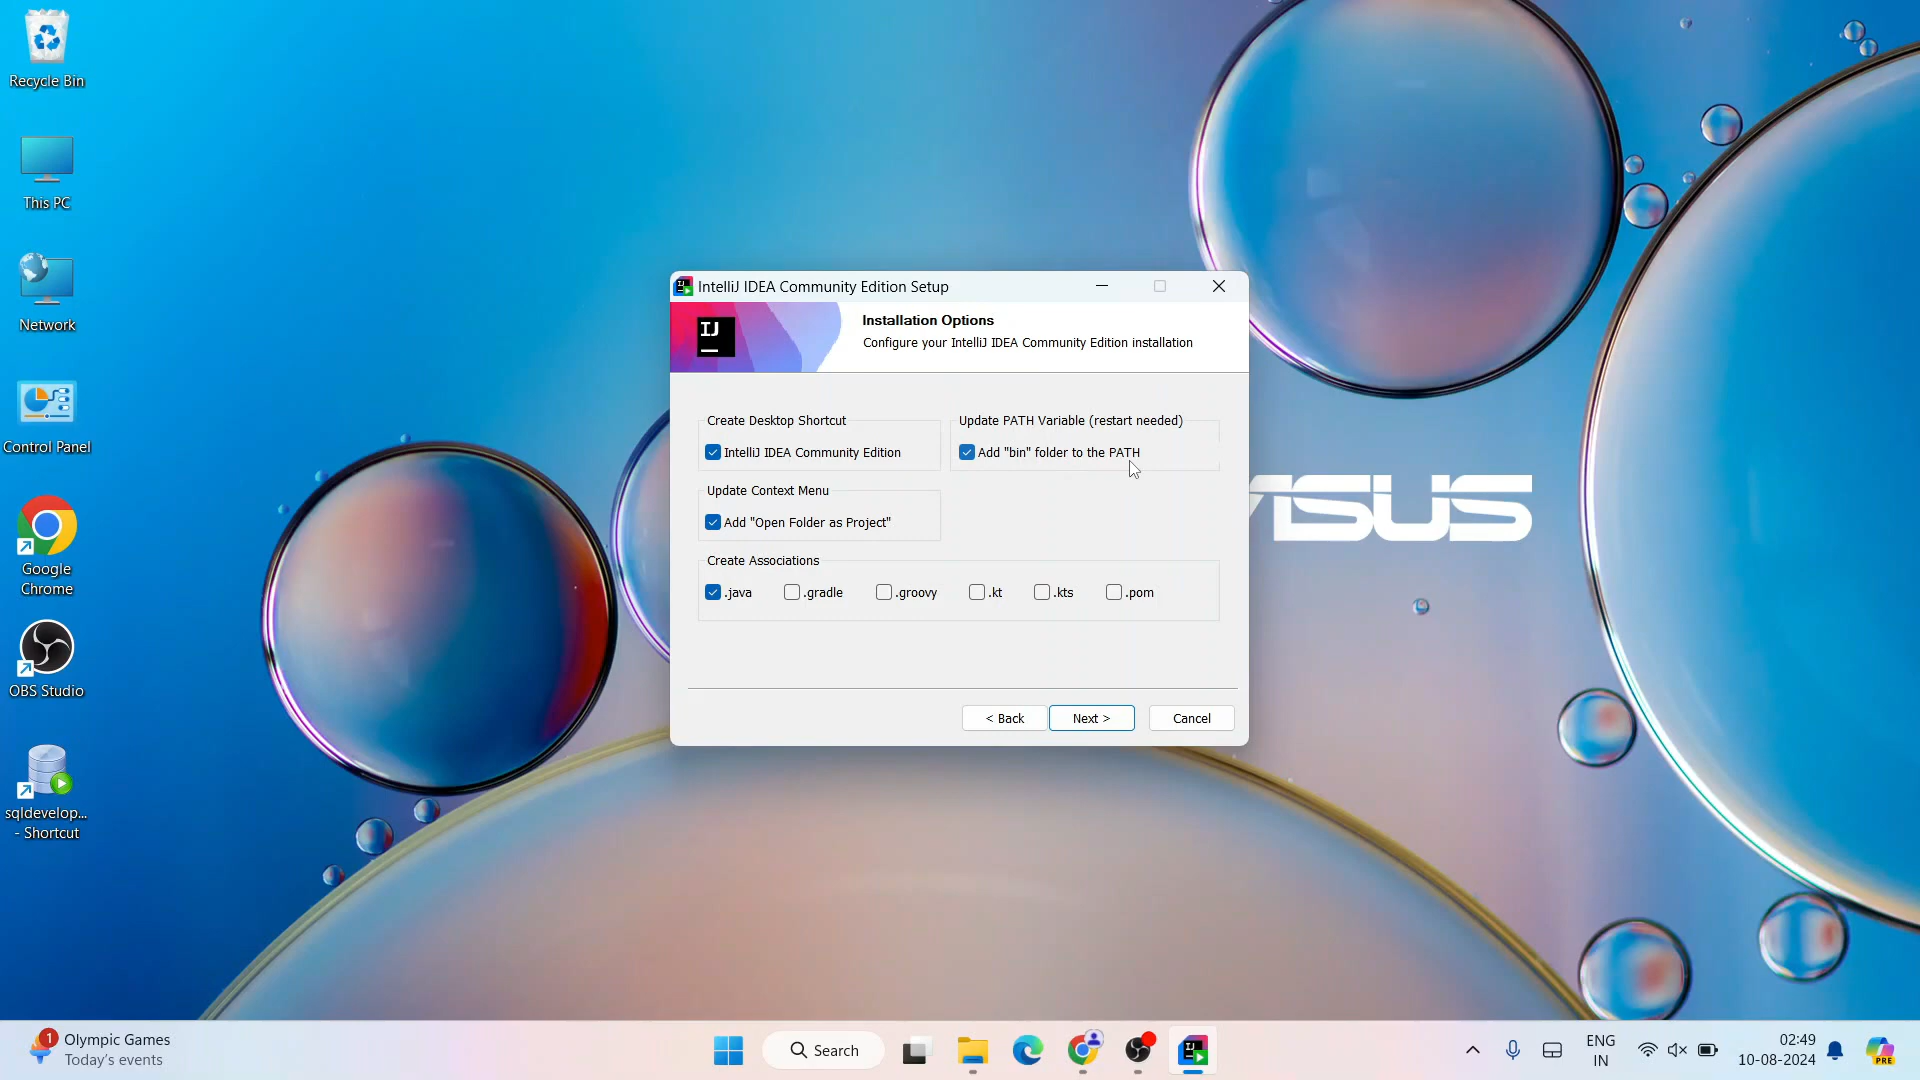 Recycle Bin
This PC
Network
Control Panel
Google
Chrome
OBS Studio
sqldevelop...
- Shortcut
IntelliJ IDEA Community Edition Setup
IJ
Installation Options
Configure your IntelliJ IDEA Community Edition installation
Create Desktop Shortcut
IntelliJ IDEA Community Edition
Update PATH Variable (restart needed)
Add "bin" folder to the PATH
Update Context Menu
Add "Open Folder as Project"
Create Associations
.java
.gradle
.groovy
.kt
.kts
.pom
< Back
Next >
Cancel
ASUS
1
Olympic Games
Today's events
Search
IJ
ENG
IN
02:49
10-08-2024
PRE